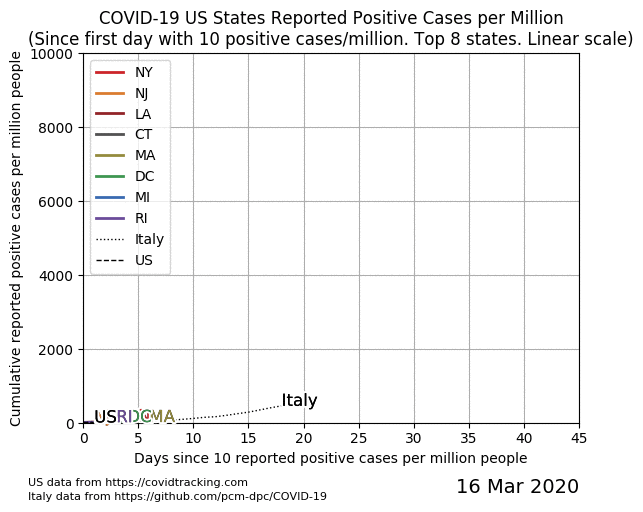 COVID-19 US States Reported Positive Cases per Million
(Since first day with 10 positive cases/million. Top 8 states. Linear scale)
Cumulative reported positive cases per million people
10000
8000
6000
4000
2000
0
NY
NJ
LA
CT
MA
DC
MI
RI
Italy
US
Italy
US
RI
DC
MA
0 5 10 15 20 25 30 35 40 45
Days since 10 reported positive cases per million people
US data from https://covidtracking.com
Italy data from https://github.com/pcm-dpc/COVID-19
16 Mar 2020